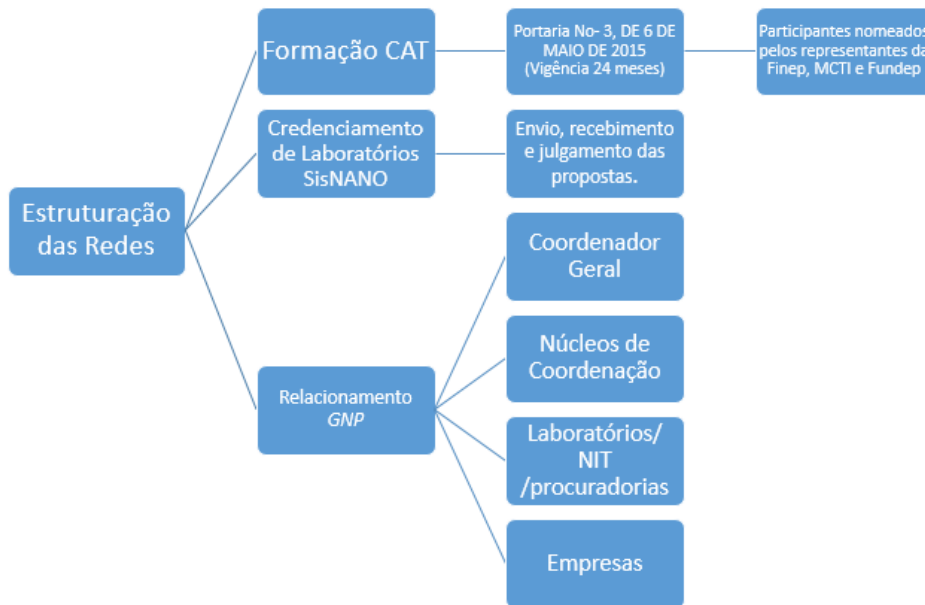 Estruturação
das Redes
Formação CAT
Portaria No- 3, DE 6 DE
MAIO DE 2015
(Vigência 24 meses)
Participantes nomeados
pelos representantes da
Finep, MCTI e Fundep
Credenciamento
de Laboratórios
SisNANO
Envio, recebimento
e julgamento das
propostas.
Relacionamento
GNP
Coordenador
Geral
Núcleos de
Coordenação
Laboratórios/
NIT
/procuradorias
Empresas